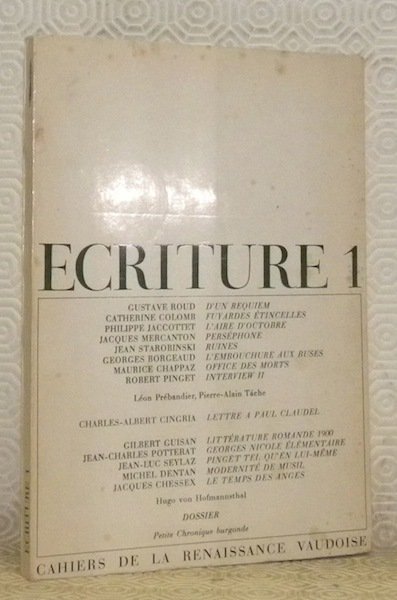 ECRITURE 1
GUSTAVE ROUD D'UN REQUIEM
CATHERINE COLOMB FUYARDES ÉTINCELLES
PHILIPPE JACCOTTET L'AIRE D'OUTOBRE
JACQUES MERCANTON PERSÉPHONE
JEAN STAROBINSKI RUINES
GEORGES BORGEAUD L'EMBOUCHURE AUX BUSES
MAURICE CHAPPAZ OFFICE DES MORTS
ROBERT PINGET INTERVIEW II
Léon Prébandier, Pierre-Alain Tâche
CHARLES-ALBERT CINGRIA LETTRE A PAUL CLAUDEL
GILBERT GUISAN LITTÉRATURE ROMANDE 1900
JEAN-CHARLES POTTERAT GEORGES NICOLE ÉLÉMENTAIRE
JEAN-LUC SEYLAZ PINGET TEL QU'EN LUI-MÊME
MICHEL DENTAN MODERNITÉ DE MUSIL
JACQUES CHESSEX LE TEMPS DES ANGES
Hugo von Hofmannsthal
DOSSIER
Petite Chronique burgonde
CAHIERS DE LA RENAISSANCE VAUDOISE
ECRITURE 1